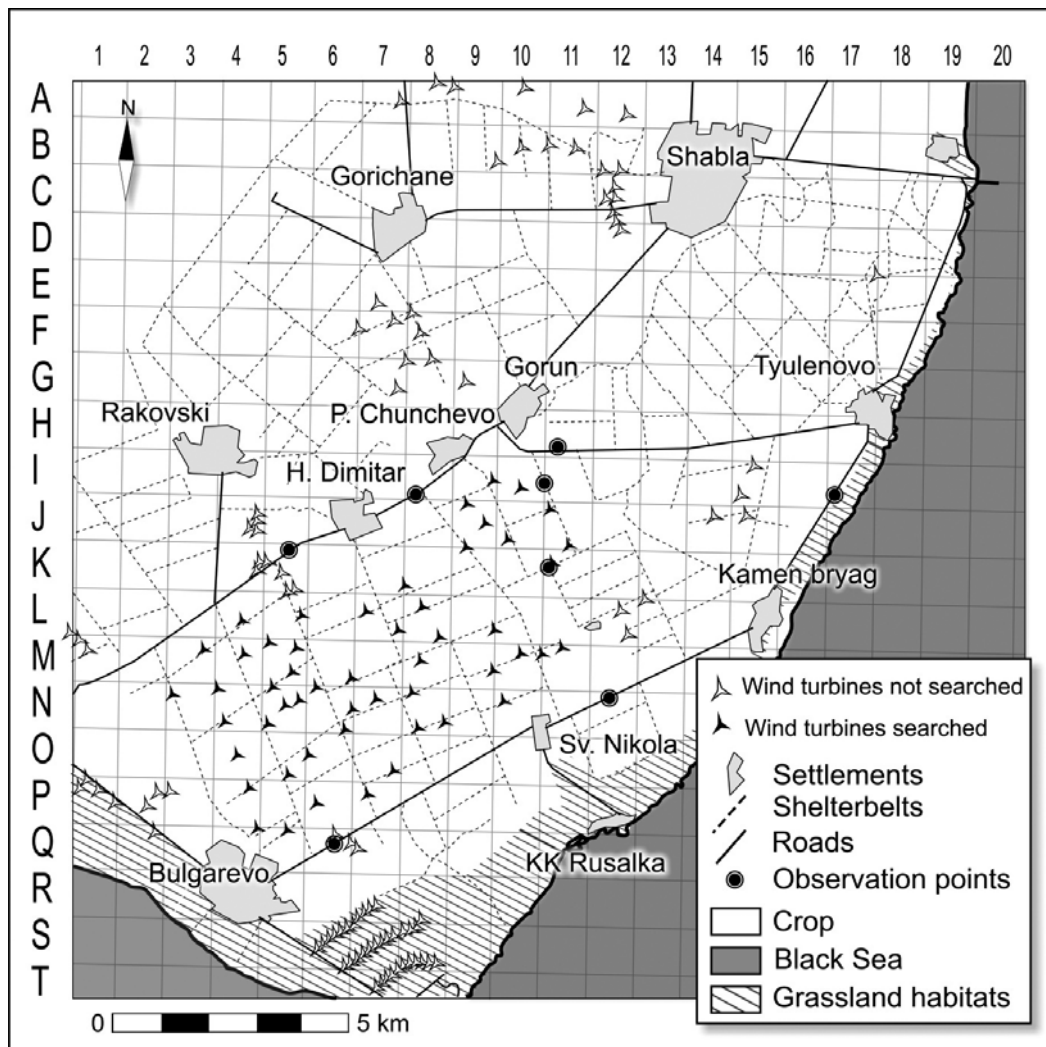 1 2 3 4 5 6 7 8 9 10 11 12 13 14 15 16 17 18 19 20
A
B
C
D
E
F
G
H
I
J
K
L
M
N
O
P
Q
R
S
T
N
Shabla
Gorichane
Gorun
Tyulenovo
Rakovski
P. Chunchevo
H. Dimitar
Kamen bryag
Sv. Nikola
KK Rusalka
Bulgarevo
Wind turbines not searched
Wind turbines searched
Settlements
Shelterbelts
Roads
Observation points
Crop
Black Sea
Grassland habitats
0 5 km